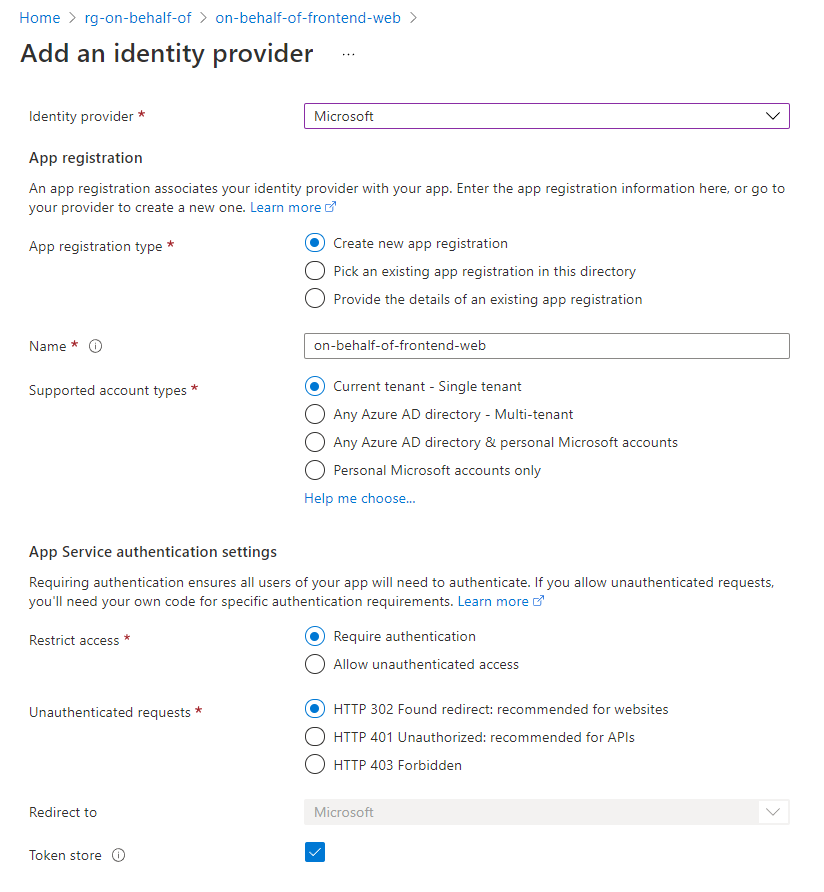 Home > rg-on-behalf-of > on-behalf-of-frontend-web >
Add an identity provider ...
Identity provider *
Microsoft
App registration
An app registration associates your identity provider with your app. Enter the app registration information here, or go to
your provider to create a new one. Learn more
App registration type *
Create new app registration
Pick an existing app registration in this directory
Provide the details of an existing app registration
Name *
on-behalf-of-frontend-web
Supported account types *
Current tenant - Single tenant
Any Azure AD directory - Multi-tenant
Any Azure AD directory & personal Microsoft accounts
Personal Microsoft accounts only
Help me choose...
App Service authentication settings
Requiring authentication ensures all users of your app will need to authenticate. If you allow unauthenticated requests,
you'll need your own code for specific authentication requirements. Learn more
Restrict access *
Require authentication
Allow unauthenticated access
Unauthenticated requests *
HTTP 302 Found redirect: recommended for websites
HTTP 401 Unauthorized: recommended for APIs
HTTP 403 Forbidden
Redirect to
Microsoft
Token store